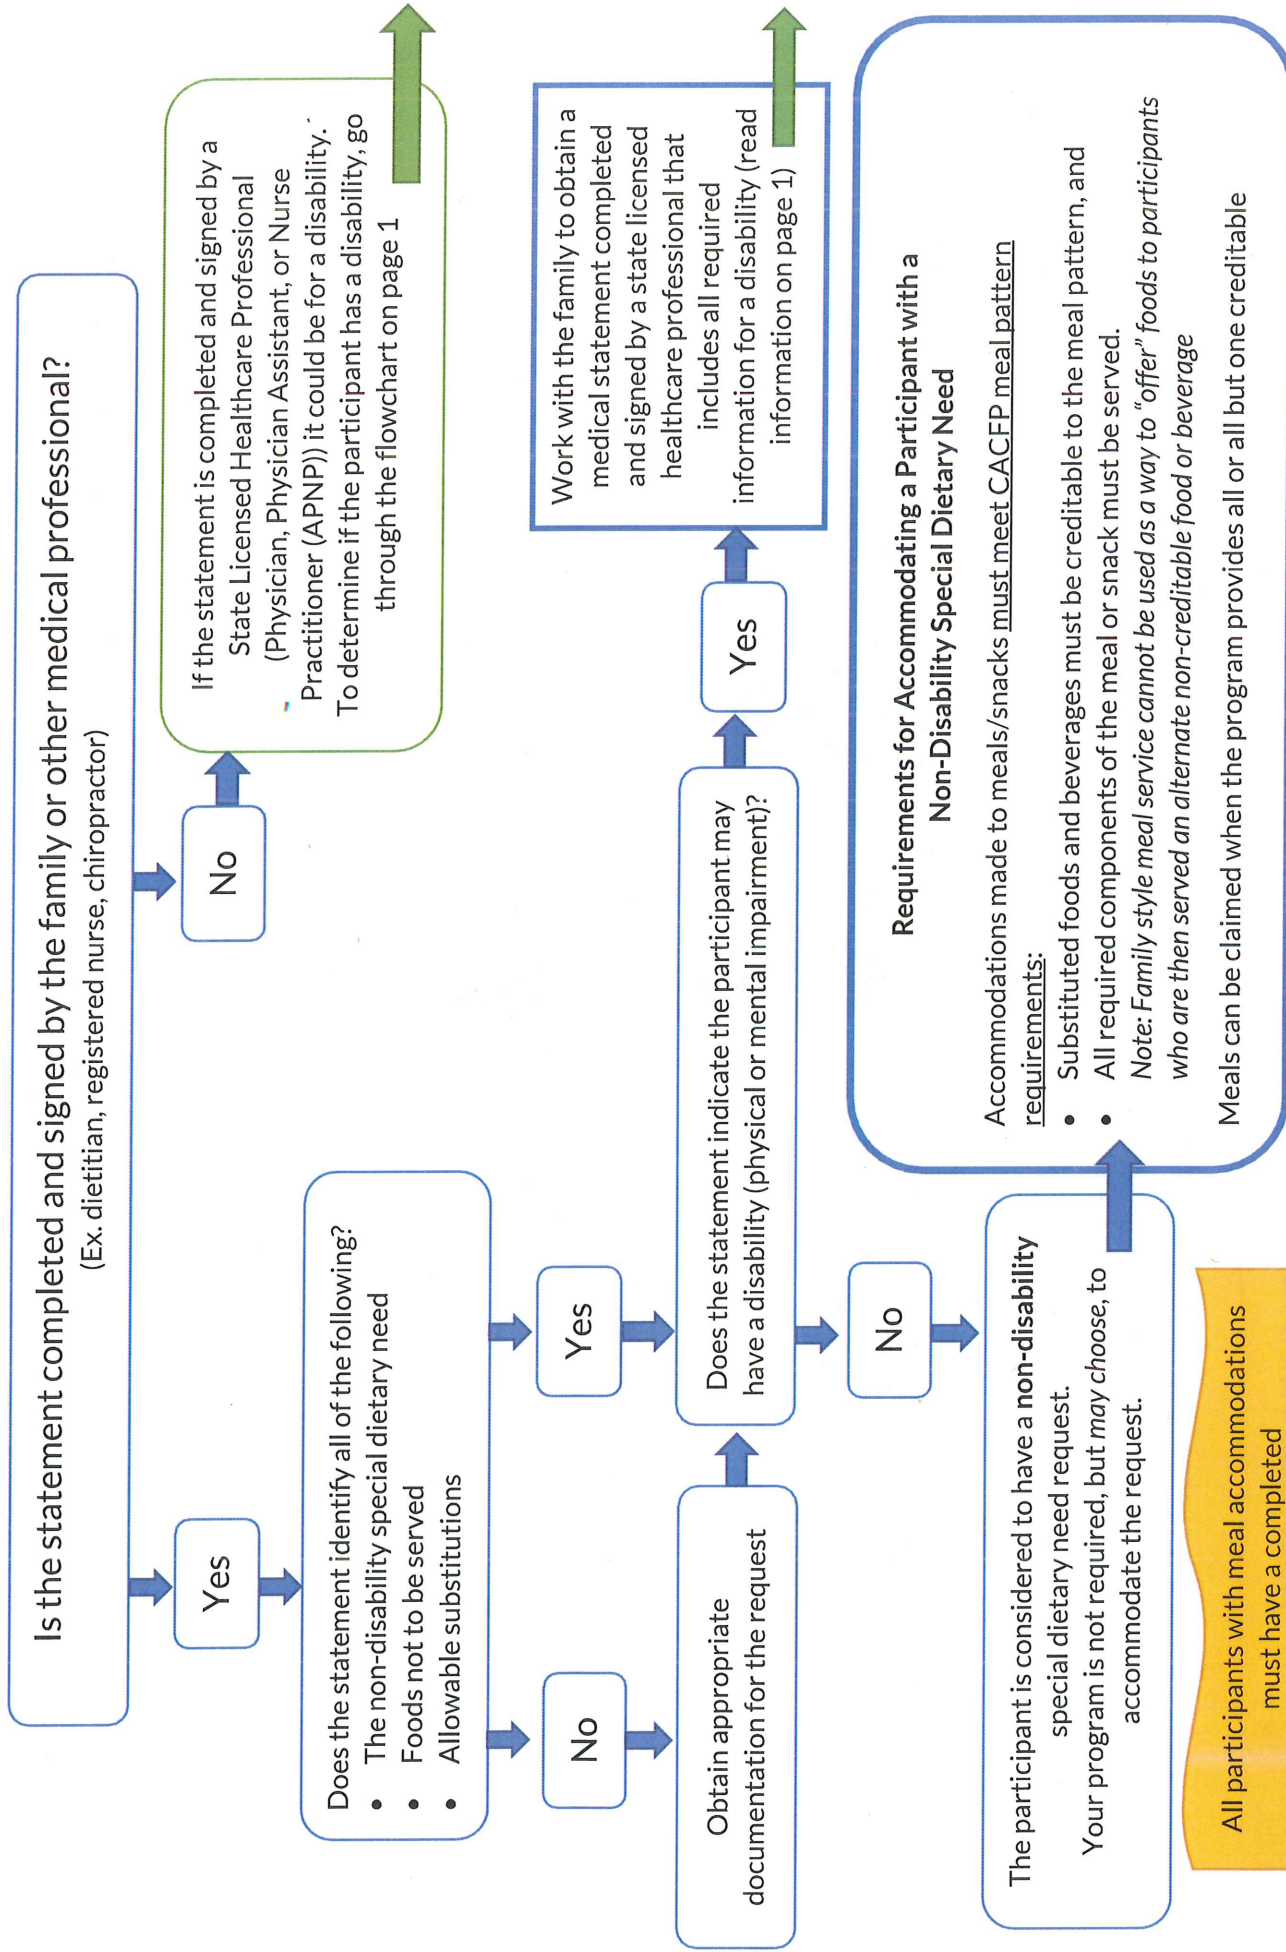 Is the statement completed and signed by the family or other medical professional?
(Ex. dietitian, registered nurse, chiropractor)
Yes
No
If the statement is completed and signed by a
State Licensed Healthcare Professional
(Physician, Physician Assistant, or Nurse
Practitioner (APNP)) it could be for a disability.
To determine if the participant has a disability, go
through the flowchart on page 1
Does the statement identify all of the following?
• The non-disability special dietary need
• Foods not to be served
• Allowable substitutions
No
Yes
Obtain appropriate
documentation for the request
Does the statement indicate the participant may
have a disability (physical or mental impairment)?
Yes
Work with the family to obtain a
medical statement completed
and signed by a state licensed
healthcare professional that
includes all required
information for a disability (read
information on page 1)
No
The participant is considered to have a non-disability
special dietary need request.
Your program is not required, but may choose, to
accommodate the request.
Requirements for Accommodating a Participant with a
Non-Disability Special Dietary Need
Accommodations made to meals/snacks must meet CACFP meal pattern
requirements:
• Substituted foods and beverages must be creditable to the meal pattern, and
• All required components of the meal or snack must be served.
Note: Family style meal service cannot be used as a way to "offer" foods to participants
who are then served an alternate non-creditable food or beverage
Meals can be claimed when the program provides all or all but one creditable
All participants with meal accommodations
must have a completed